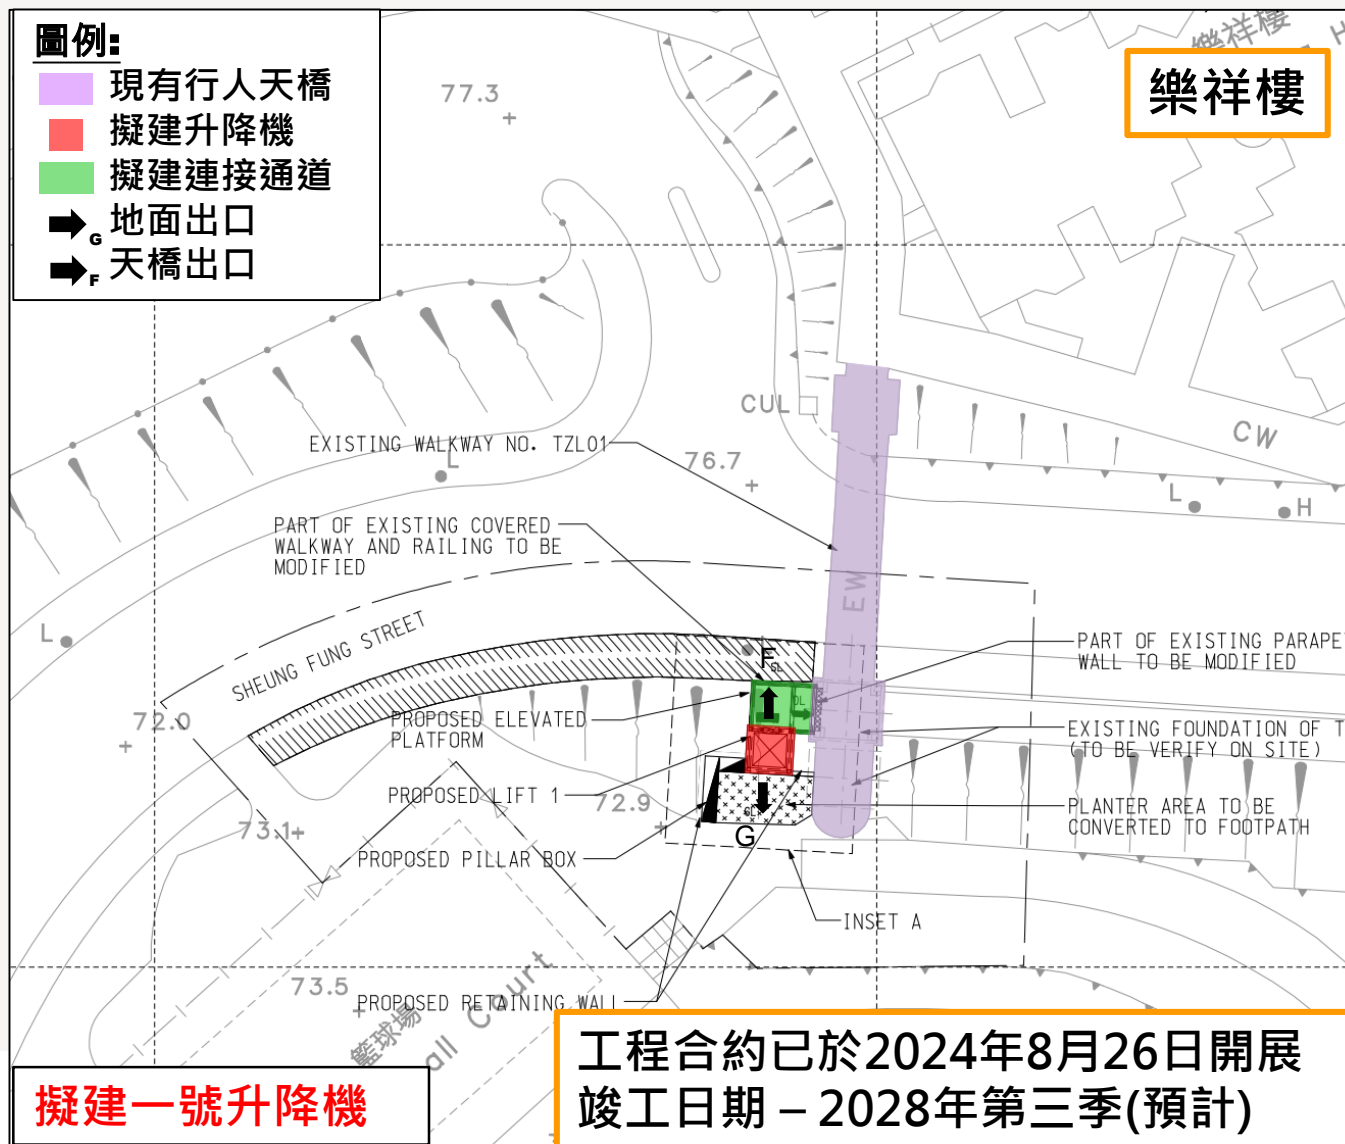 圖例:
現有行人天橋
擬建升降機
擬建連接通道
G 地面出口
F 天橋出口
樂祥樓
樂祥樓
77.3
CUL
CW
EXISTING WALKWAY NO. TZL01
76.7
L
L
H
PART OF EXISTING COVERED
WALKWAY AND RAILING TO BE
MODIFIED
EW
L
SHEUNG FUNG STREET
F
PART OF EXISTING PARAPE
WALL TO BE MODIFIED
72.0
PROPOSED ELEVATED
PLATFORM
EXISTING FOUNDATION OF T
(TO BE VERIFY ON SITE)
PROPOSED LIFT 1
72.9
PLANTER AREA TO BE
CONVERTED TO FOOTPATH
73.1
G
PROPOSED PILLAR BOX
INSET A
73.5
PROPOSED RETAINING WALL
籃球場
all Court
工程合約已於2024年8月26日開展
竣工日期 – 2028年第三季(預計)
擬建一號升降機